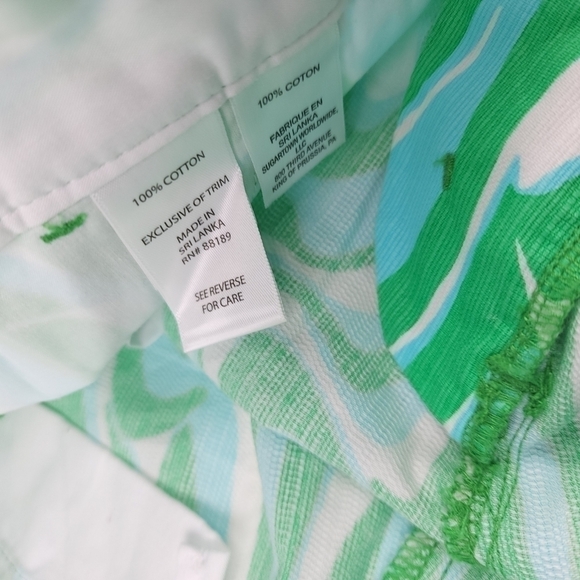 100% COTTON
EXCLUSIVE OF TRIM
MADE IN
SRI LANKA
RN# 88189
SEE REVERSE
FOR CARE
100% COTON
FABRIQUE EN
SRI LANKA
SUGARTOWN WORLDWIDE,
LLC
800 THIRD AVENUE
KING OF PRUSSIA, PA